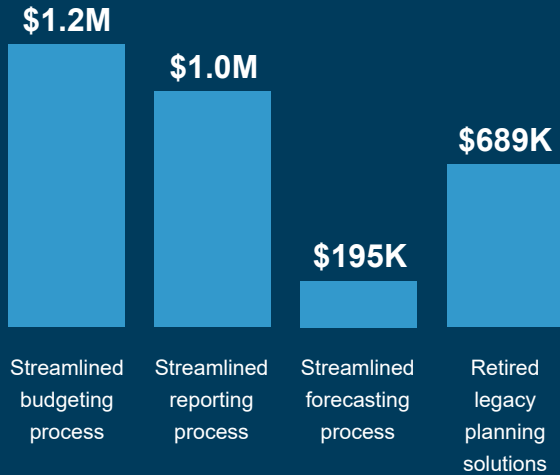 $1.2M
$1.0M
$689K
$195K
Streamlined
budgeting
process
Streamlined
reporting
process
Streamlined
forecasting
process
Retired
legacy
planning
solutions